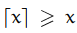 ⌈x⌉ ⩾ x